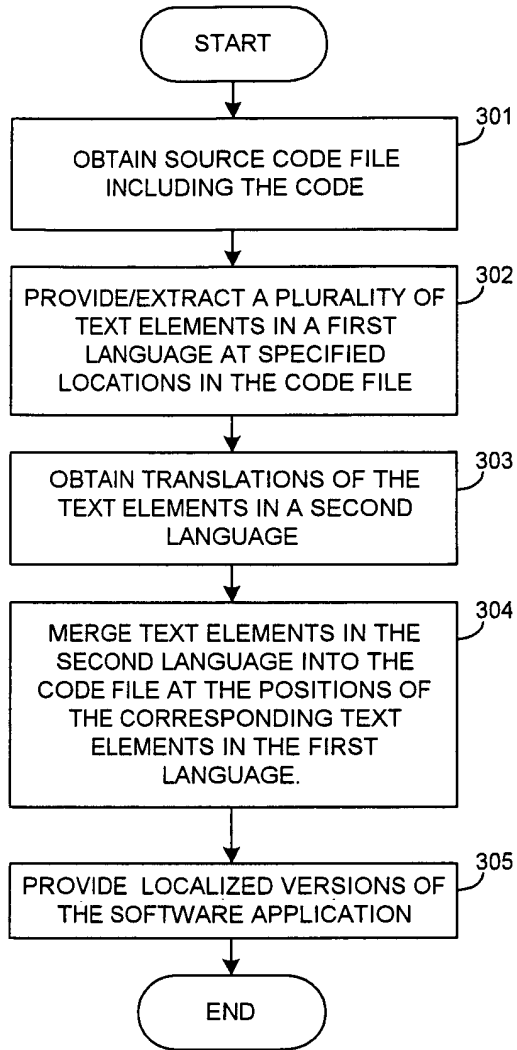 START
301
OBTAIN SOURCE CODE FILE
INCLUDING THE CODE
302
PROVIDE/EXTRACT A PLURALITY OF
TEXT ELEMENTS IN A FIRST
LANGUAGE AT SPECIFIED
LOCATIONS IN THE CODE FILE
303
OBTAIN TRANSLATIONS OF THE
TEXT ELEMENTS IN A SECOND
LANGUAGE
304
MERGE TEXT ELEMENTS IN THE
SECOND LANGUAGE INTO THE
CODE FILE AT THE POSITIONS OF
THE CORRESPONDING TEXT
ELEMENTS IN THE FIRST
LANGUAGE.
305
PROVIDE LOCALIZED VERSIONS OF
THE SOFTWARE APPLICATION
END